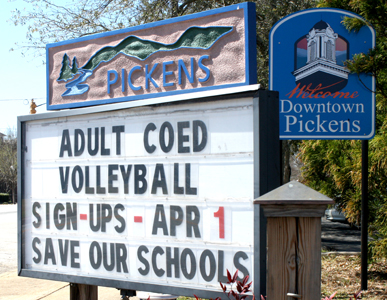 PICKENS
Welcome
Downtown
Pickens
ADULT COED
VOLLEYBALL
SIGN-UPS - APR 1
SAVE OUR SCHOOLS